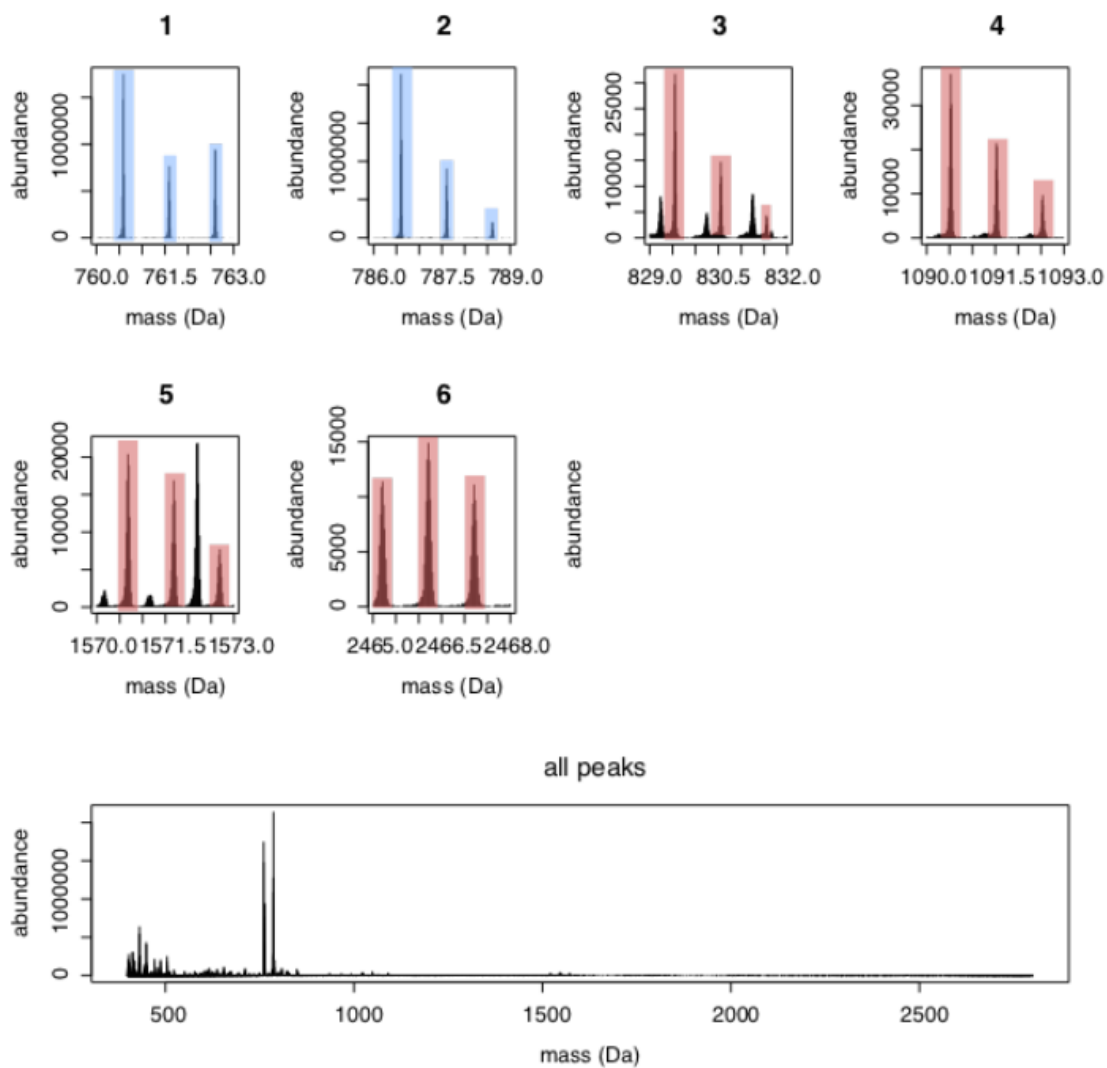 1
2
3
4
abundance
0
1000000
760.0
761.5
763.0
mass (Da)
abundance
0
1000000
786.0
787.5
789.0
mass (Da)
abundance
0
10000
25000
829.0
830.5
832.0
mass (Da)
abundance
0
10000
30000
1090.0
1091.5
1093.0
mass (Da)
5
6
abundance
0
10000
20000
1570.0
1571.5
1573.0
mass (Da)
abundance
0
5000
15000
2465.0
2466.5
2468.0
mass (Da)
abundance
all peaks
abundance
0
1000000
500
1000
1500
2000
2500
mass (Da)